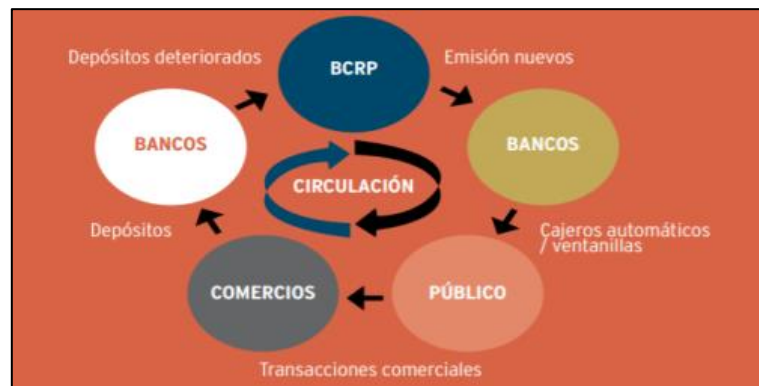 Depósitos deteriorados
BCRP
Emisión nuevos
BANCOS
BANCOS
CIRCULACIÓN
Depósitos
Cajeros automáticos
/ ventanillas
COMERCIOS
PÚBLICO
Transacciones comerciales